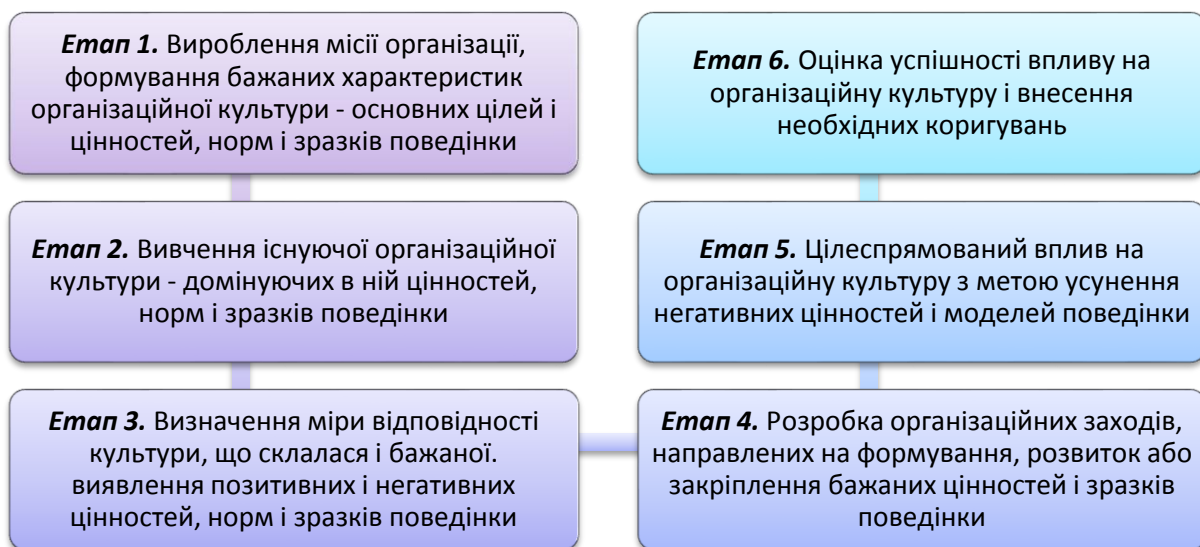 Етап 1. Вироблення місії організації,
формування бажаних характеристик
організаційної культури - основних цілей і
цінностей, норм і зразків поведінки
Етап 2. Вивчення існуючої організаційної
культури - домінуючих в ній цінностей,
норм і зразків поведінки
Етап 3. Визначення міри відповідності
культури, що склалася і бажаної.
виявлення позитивних і негативних
цінностей, норм і зразків поведінки
Етап 4. Розробка організаційних заходів,
направлених на формування, розвиток або
закріплення бажаних цінностей і зразків
поведінки
Етап 5. Цілеспрямований вплив на
організаційну культуру з метою усунення
негативних цінностей і моделей поведінки
Етап 6. Оцінка успішності впливу на
організаційну культуру і внесення
необхідних коригувань